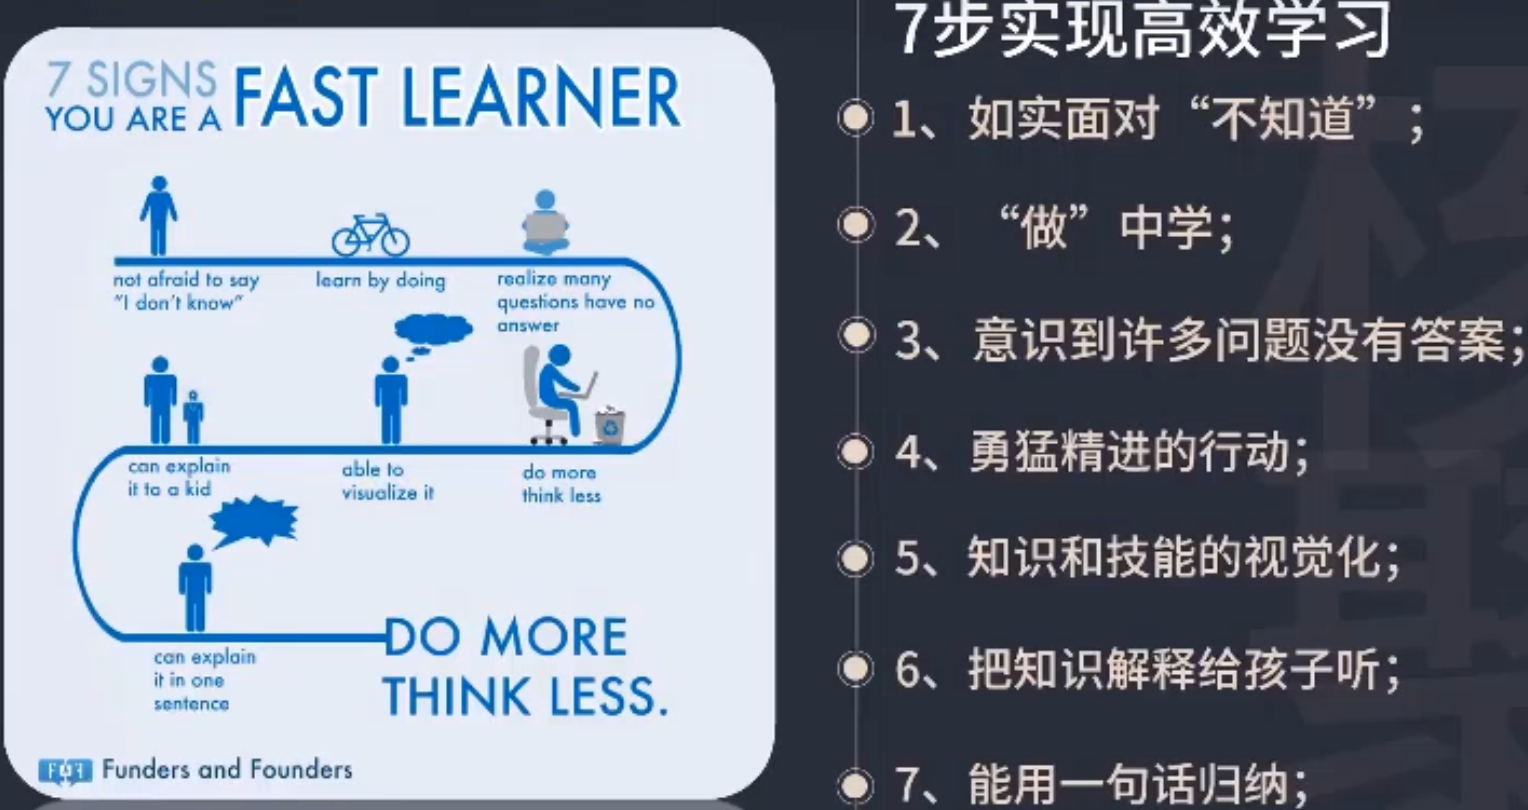 7 SIGNS
YOU ARE A FAST LEARNER
not afraid to say
"I don't know"
learn by doing
realize many
questions have no
answer
do more
think less
able to
visualize it
can explain
it to a kid
can explain
it in one
sentence
DO MORE
THINK LESS.
Funders and Founders
7步实现高效学习
1、如实面对“不知道”；
2、“做”中学；
3、意识到许多问题没有答案；
4、勇猛精进的行动；
5、知识和技能的视觉化；
6、把知识解释给孩子听；
7、能用一句话归纳；